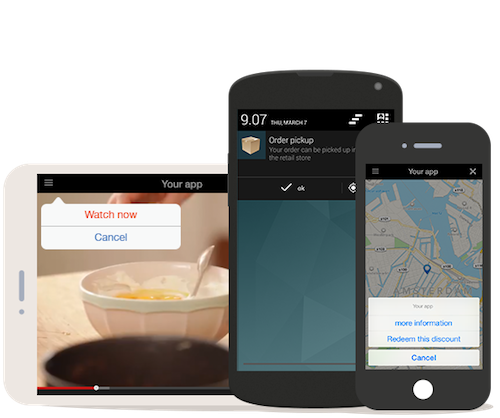 Your app
Watch now
Cancel
9.07 THU, MARCH 7
Order pickup
Your order can be picked up in
the retail store
ok
Your app
AMSTERDAM
Your app
more information
Redeem this discount
Cancel